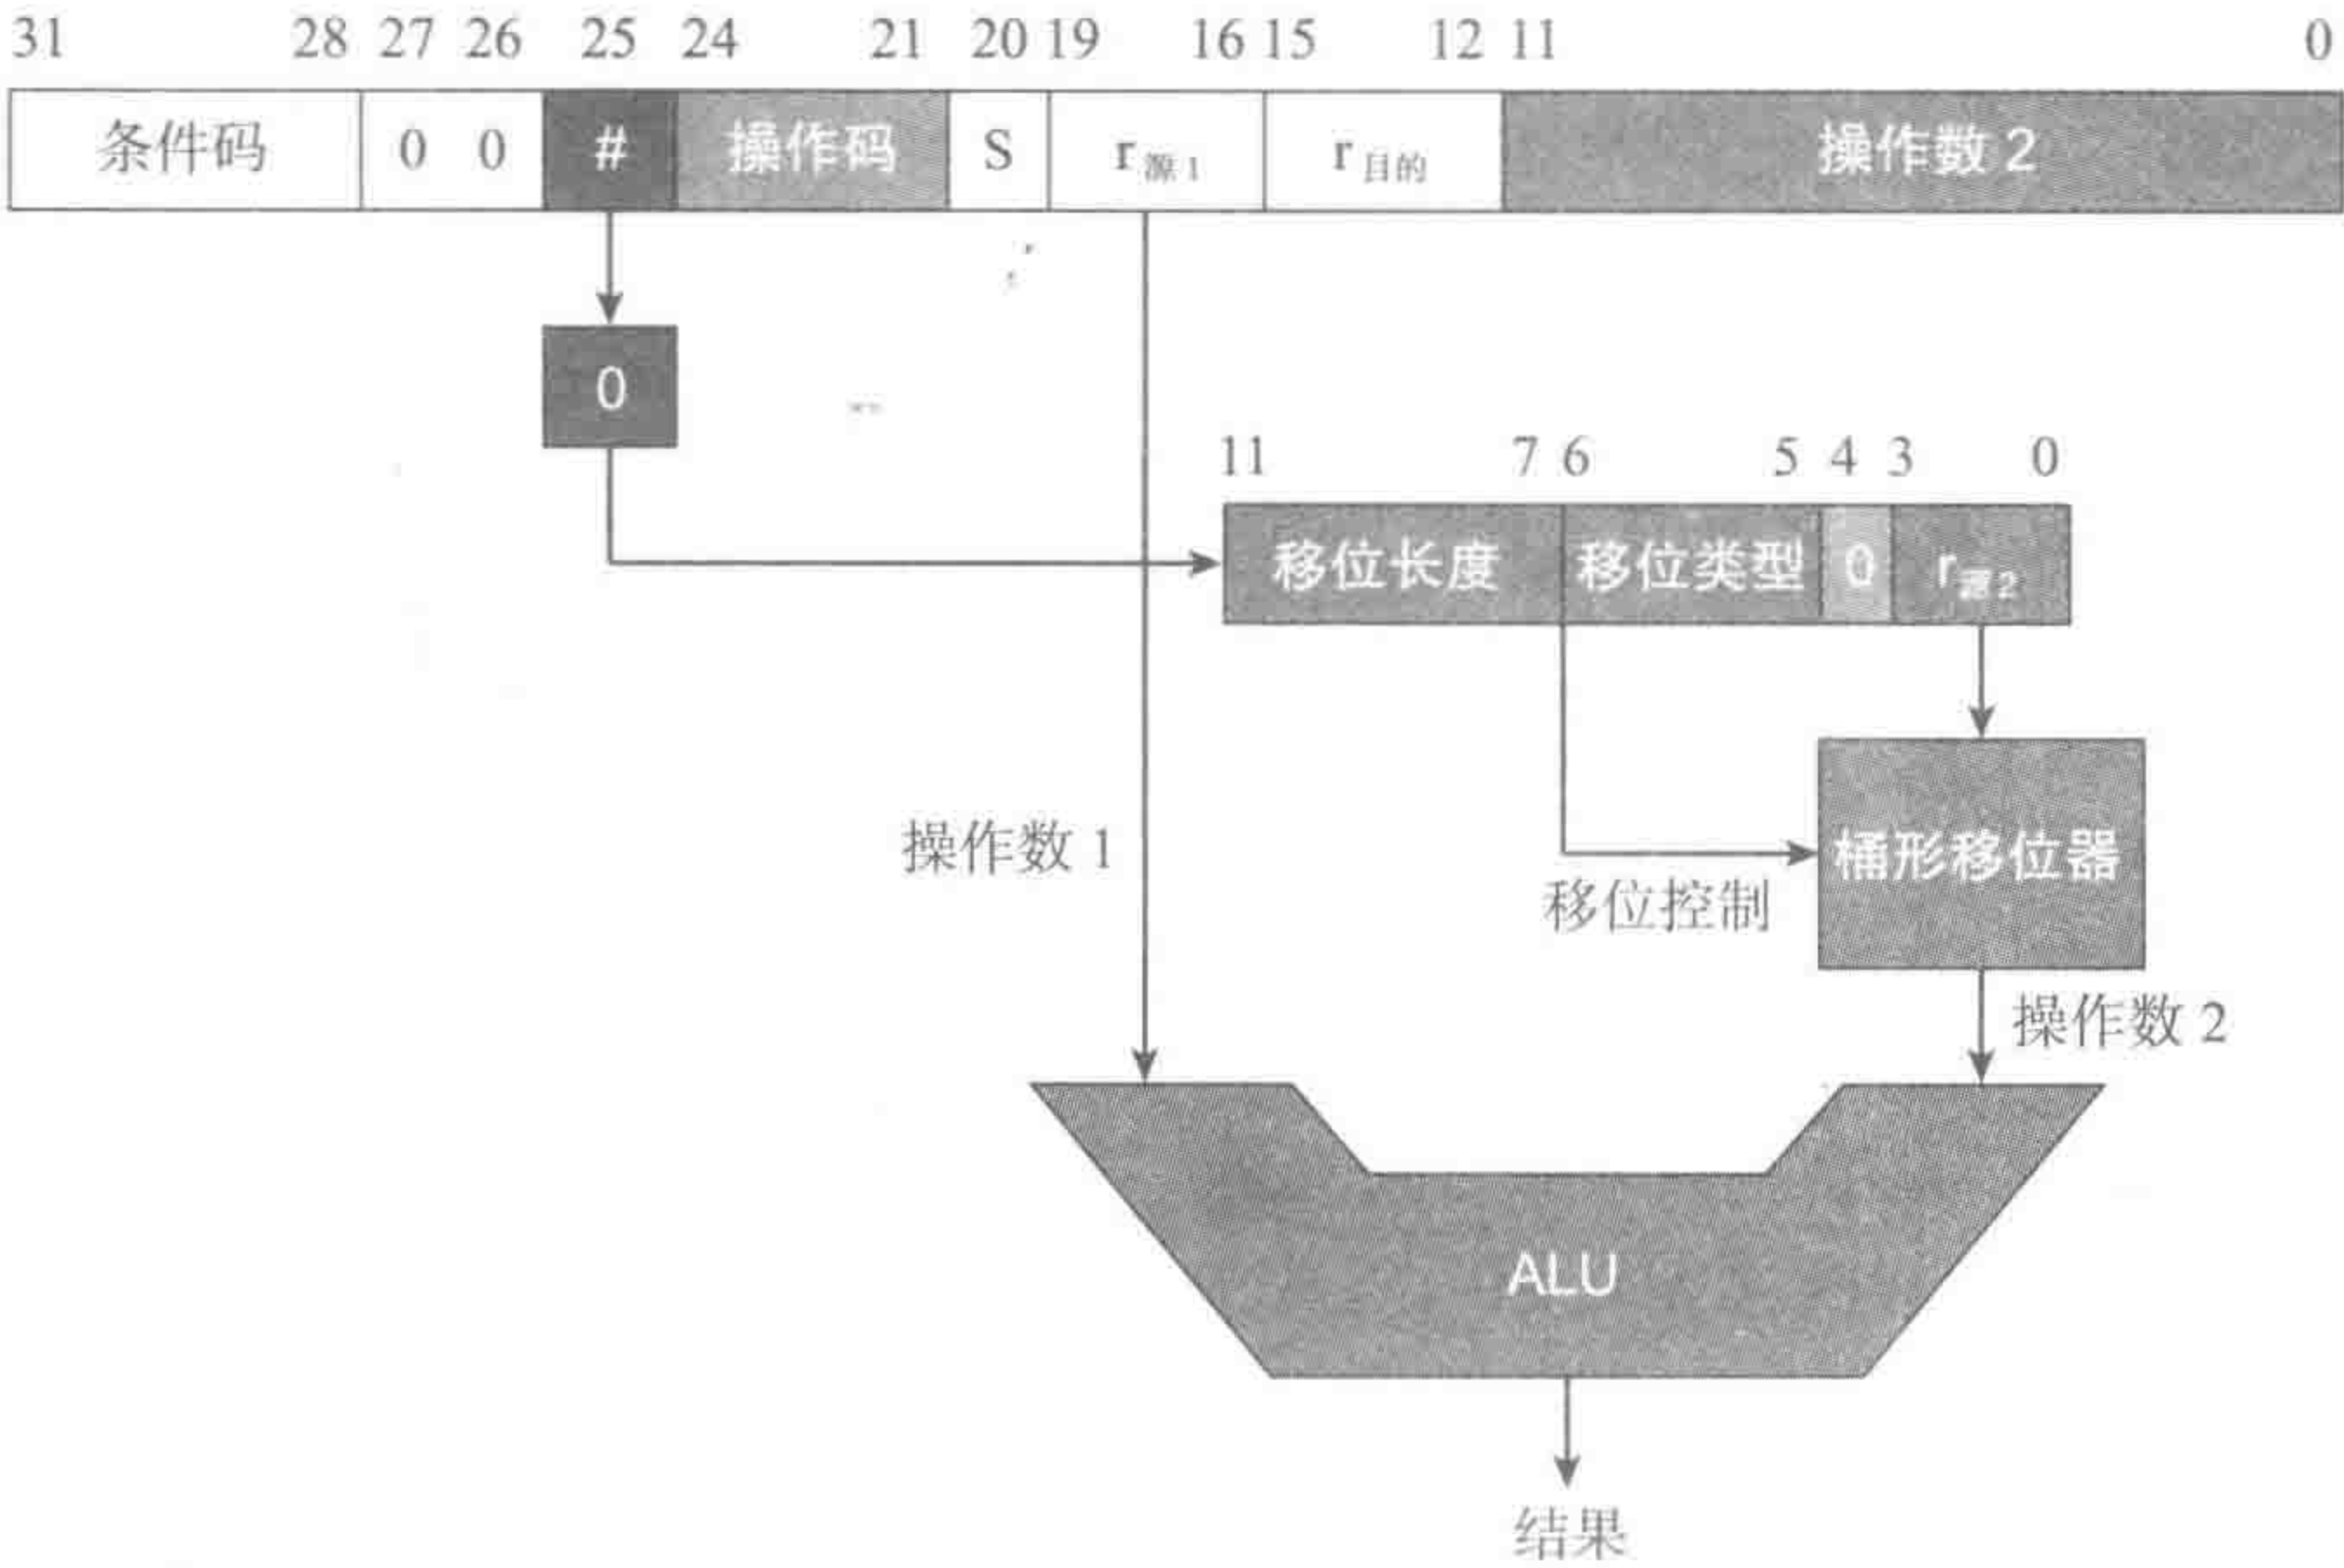 31 28 27 26 25 24 21 20 19 16 15 12 11 0
条件码 0 0 # 操作码 S r源1 r目的 操作数 2
0
11 7 6 5 4 3 0
移位长度 移位类型 0 r源2
操作数 1
桶形移位器
移位控制
操作数 2
ALU
结果